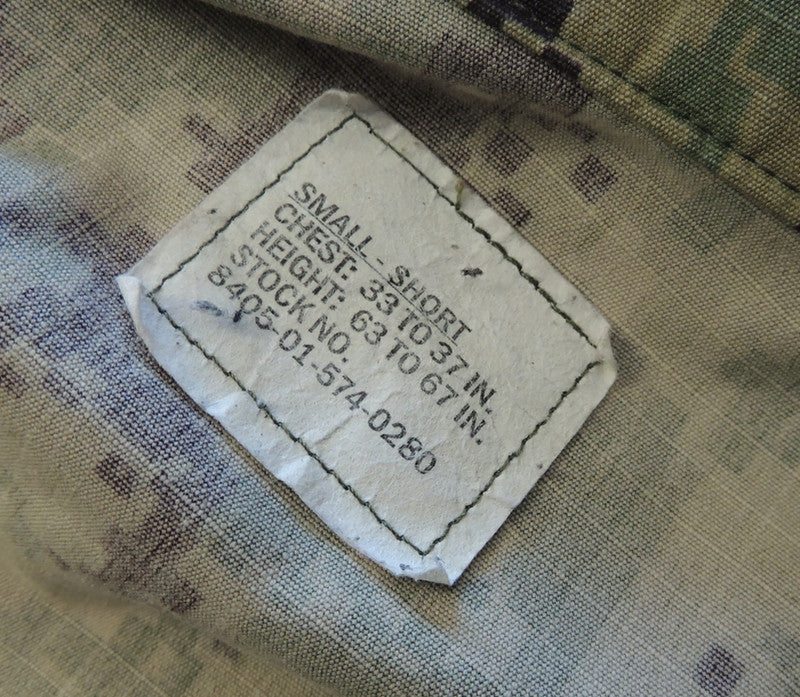 SMALL - SHORT
CHEST: 33 TO 37 IN.
HEIGHT: 63 TO 67 IN.
STOCK NO.
8405-01-574-0280